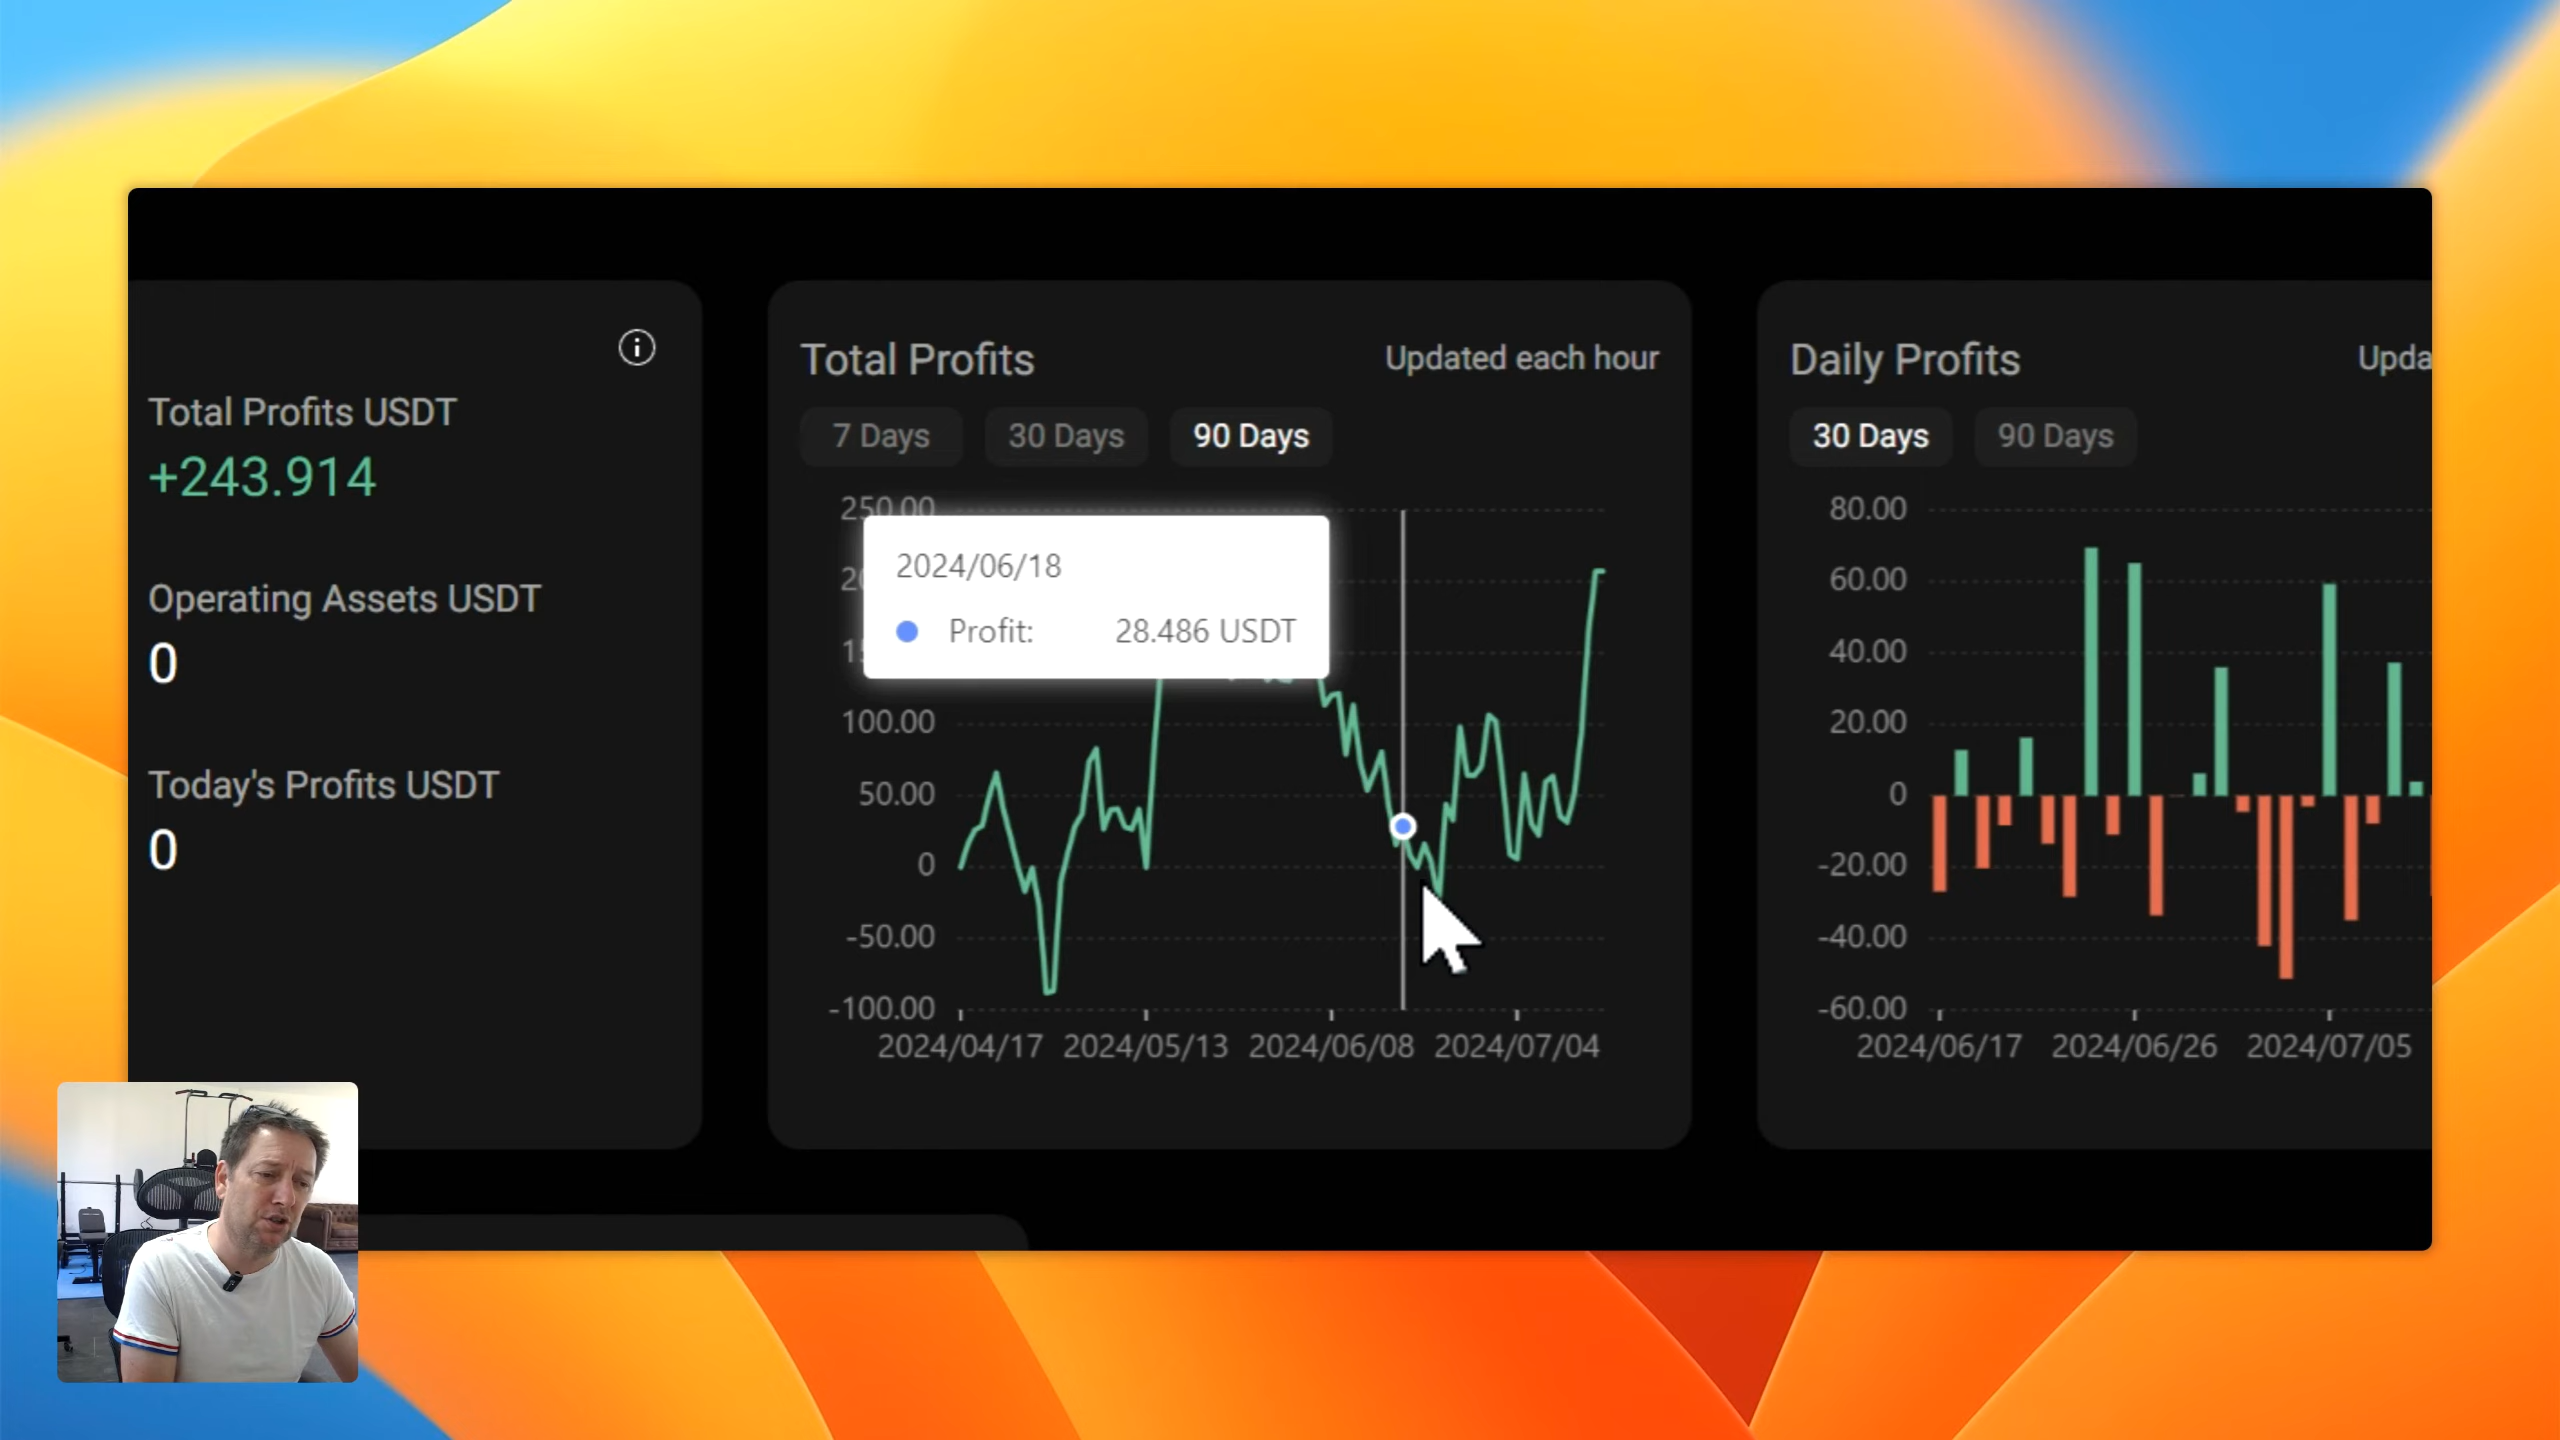 Total Profits USDT
+243.914
Operating Assets USDT
0
Today's Profits USDT
0
Total Profits
Updated each hour
7 Days
30 Days
90 Days
250.00
2024/06/18
Profit: 28.486 USDT
100.00
50.00
0
-50.00
-100.00
2024/04/17
2024/05/13
2024/06/08
2024/07/04
Daily Profits
30 Days
90 Days
80.00
60.00
40.00
20.00
0
-20.00
-40.00
-60.00
2024/06/17
2024/06/26
2024/07/05